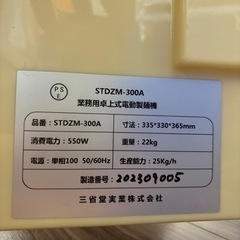 PS
E
STDZM-300A
業務用卓上式電動製麺機
品番：STDZM-300A
寸法：335*330*365mm
消費電力：550W
重量：22kg
電源：単相100 50/60Hz
生産能力：25Kg/h
製造番号：202309005
三省堂実業株式会社